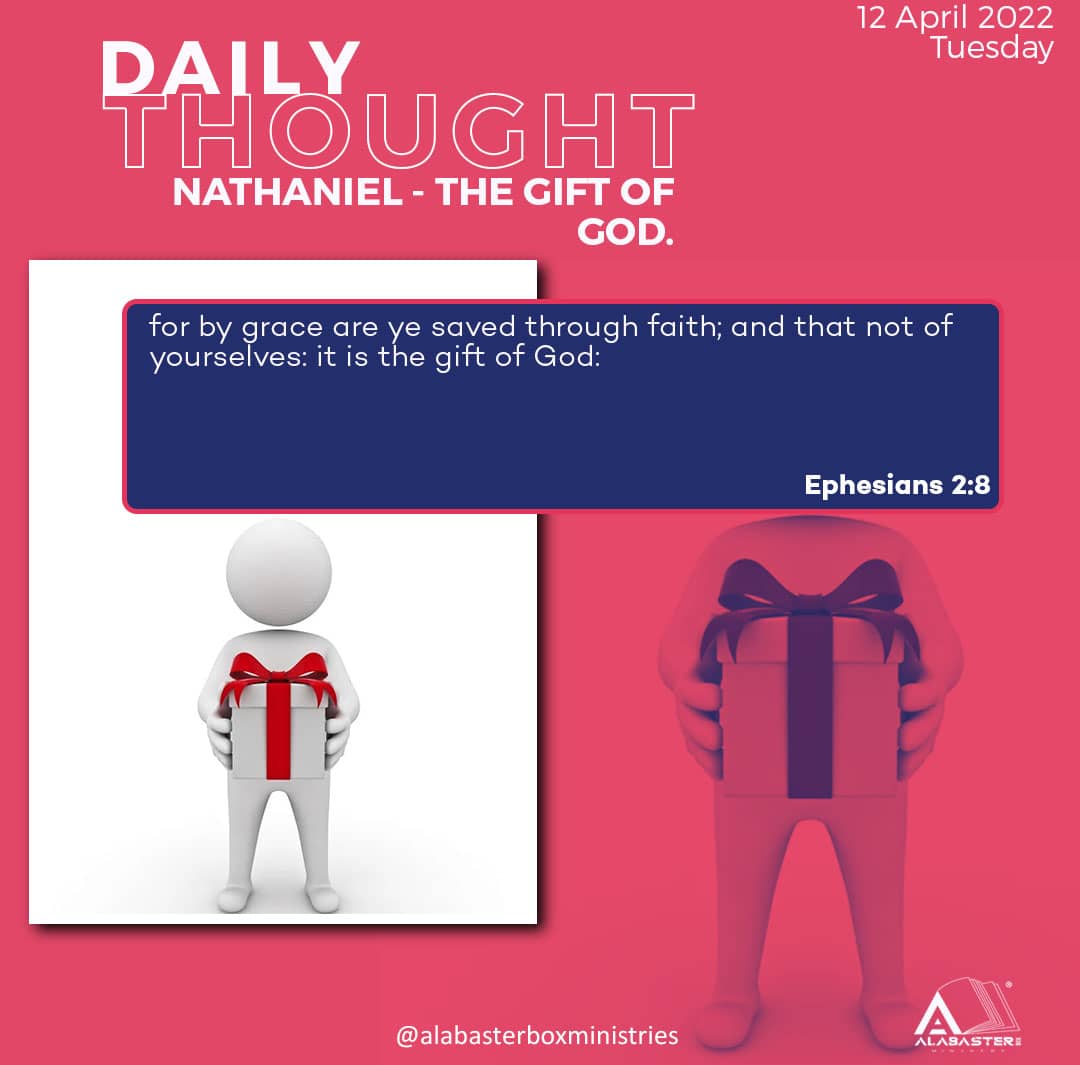 12 April 2022
Tuesday
DAILY
THOUGHT
NATHANIEL - THE GIFT OF
GOD.
for by grace are ye saved through faith; and that not of
yourselves: it is the gift of God:
Ephesians 2:8
@alabasterboxministries
A
ALABASTER
MINISTRY